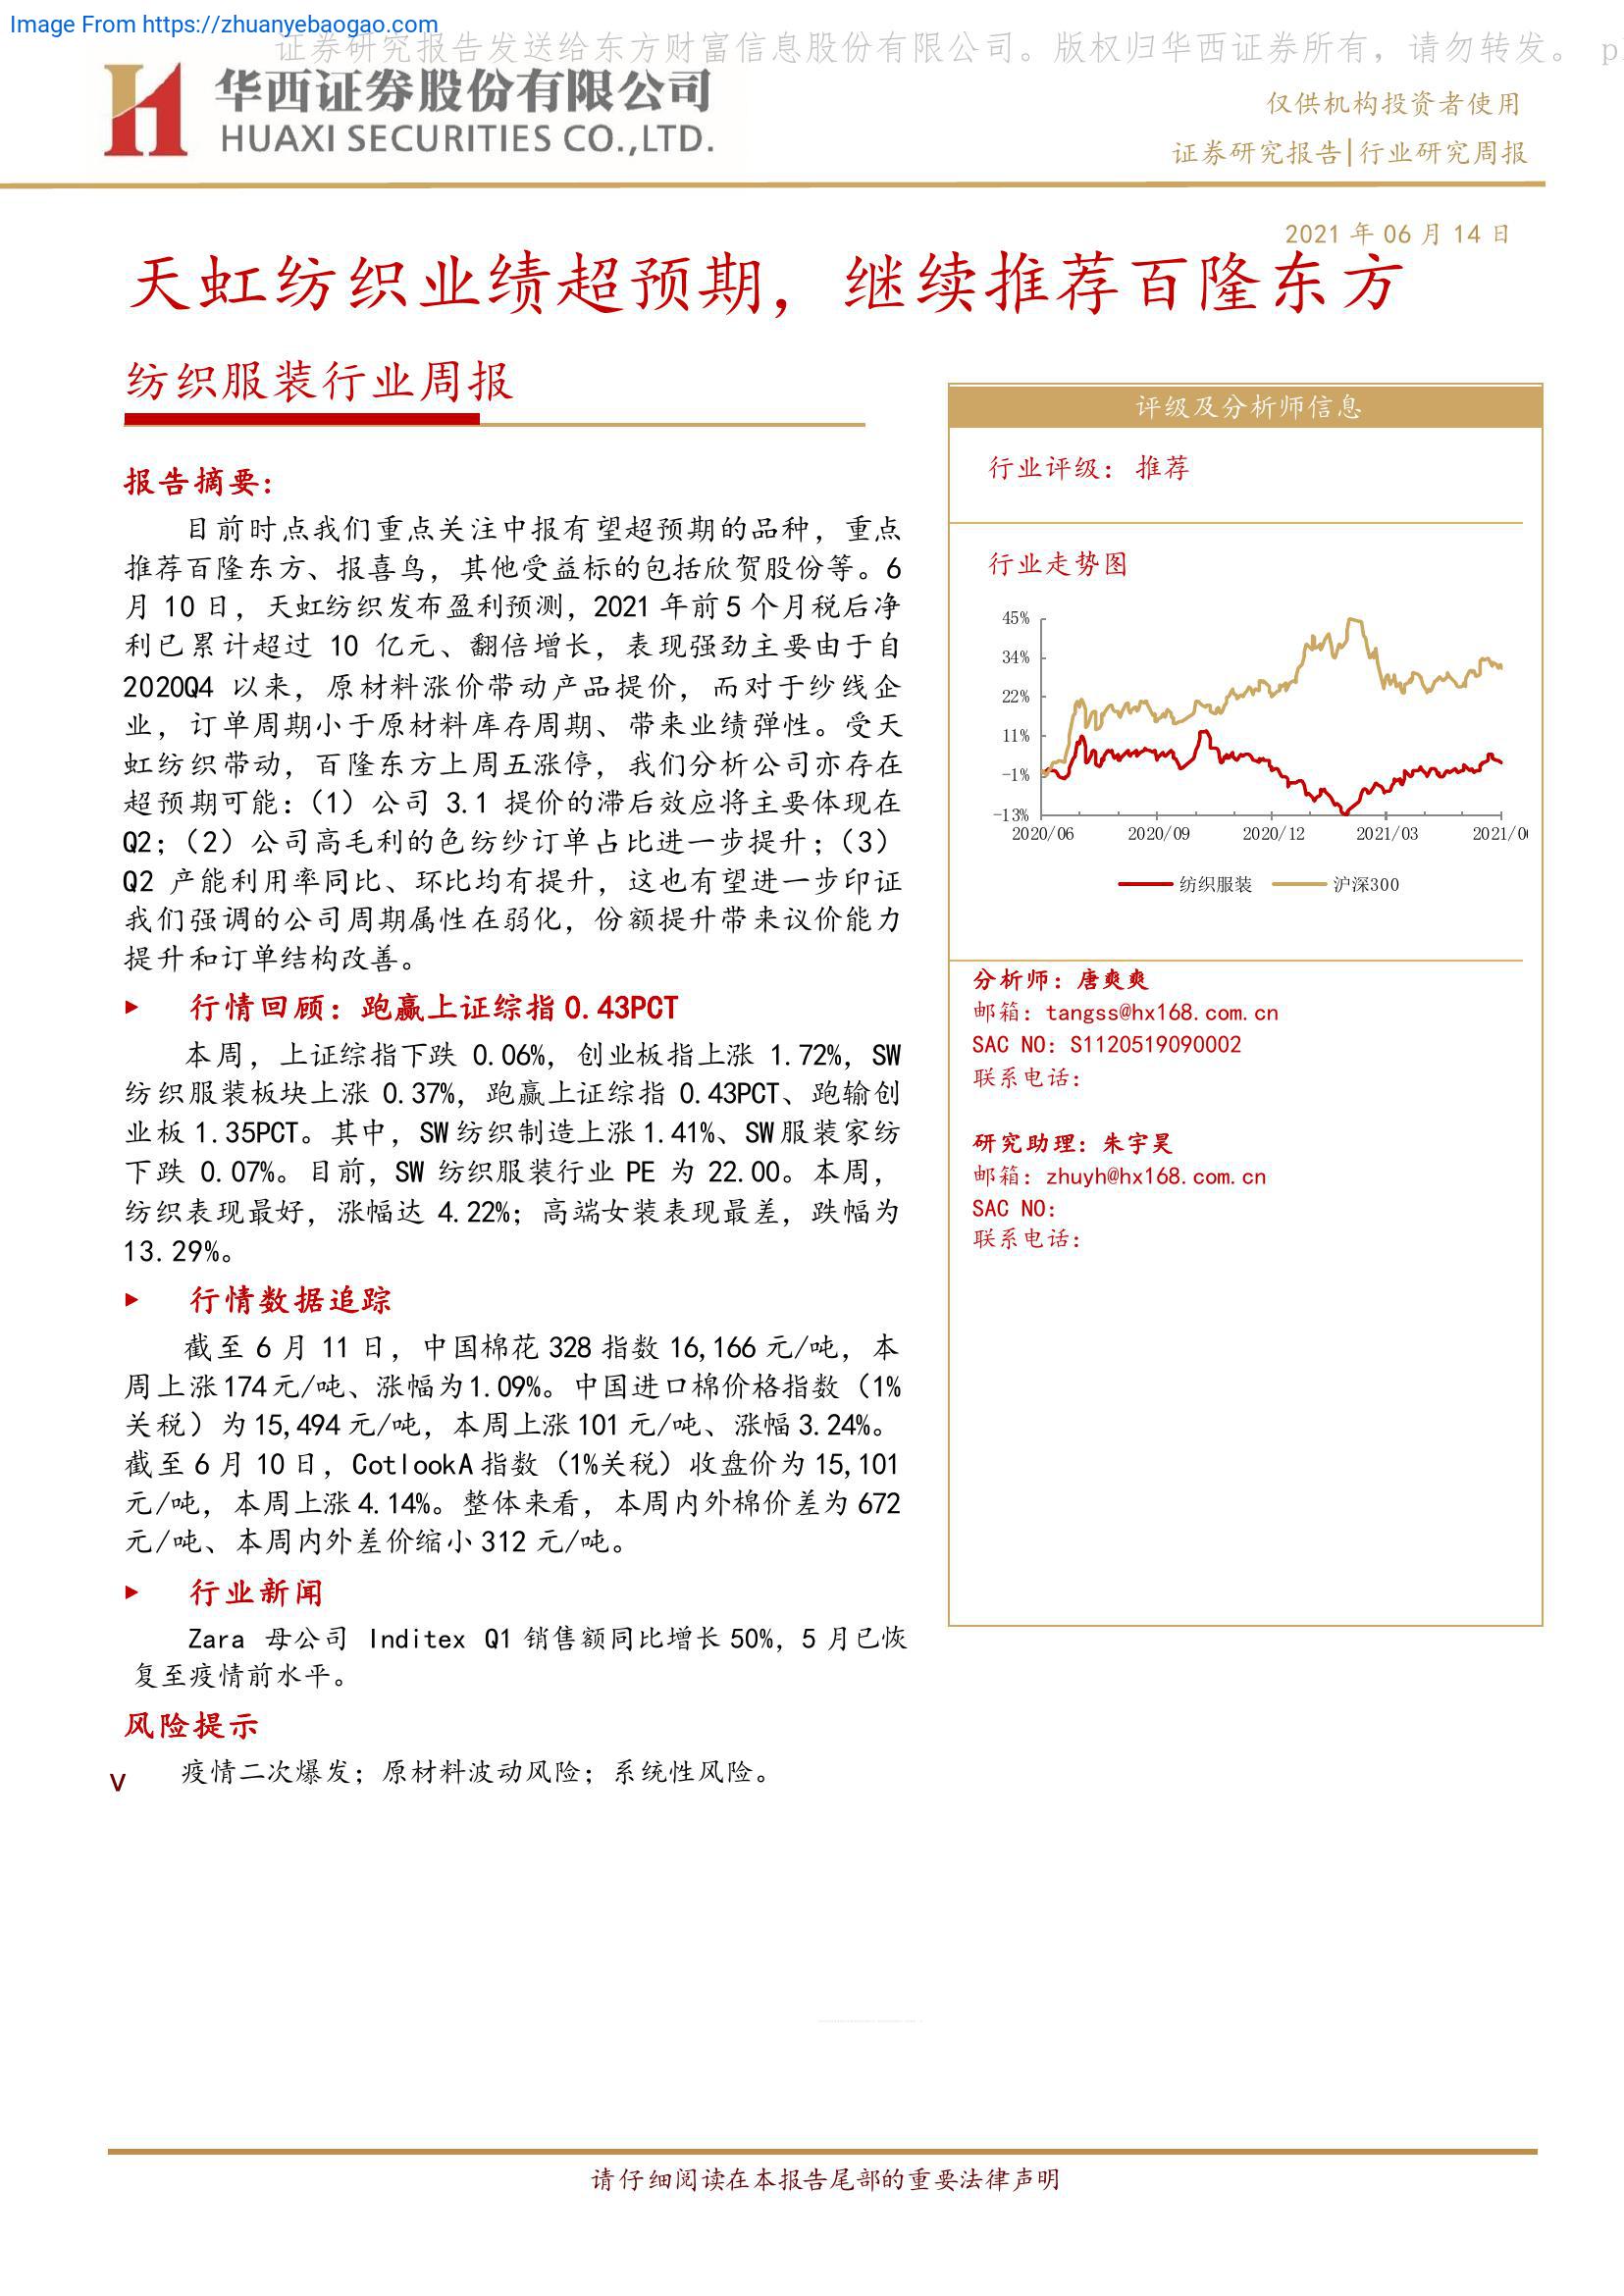 Image From https://zhuanyebaogao.com
证券研究报告发送给东方财富信息股份有限公司。版权归华西证券所有，请勿转发。 p
华西证券股份有限公司
HUAXI SECURITIES CO.,LTD.
仅供机构投资者使用
证券研究报告|行业研究周报
2021 年 06 月 14 日
天虹纺织业绩超预期，继续推荐百隆东方
纺织服装行业周报
报告摘要：
目前时点我们重点关注中报有望超预期的品种，重点
推荐百隆东方、报喜鸟，其他受益标的包括欣贺股份等。6
月 10 日，天虹纺织发布盈利预测，2021 年前 5 个月税后净
利已累计超过 10 亿元、翻倍增长，表现强劲主要由于自
2020Q4 以来，原材料涨价带动产品提价，而对于纱线企
业，订单周期小于原材料库存周期、带来业绩弹性。受天
虹纺织带动，百隆东方上周五涨停，我们分析公司亦存在
超预期可能：（1）公司 3.1 提价的滞后效应将主要体现在
Q2；（2）公司高毛利的色纺纱订单占比进一步提升；（3）
Q2 产能利用率同比、环比均有提升，这也有望进一步印证
我们强调的公司周期属性在弱化，份额提升带来议价能力
提升和订单结构改善。
▶ 行情回顾：跑赢上证综指 0.43PCT
本周，上证综指下跌 0.06%，创业板指上涨 1.72%，SW
纺织服装板块上涨 0.37%，跑赢上证综指 0.43PCT、跑输创
业板 1.35PCT。其中，SW 纺织制造上涨 1.41%、SW 服装家纺
下跌 0.07%。目前，SW 纺织服装行业 PE 为 22.00。本周，
纺织表现最好，涨幅达 4.22%；高端女装表现最差，跌幅为
13.29%。
▶ 行情数据追踪
截至 6 月 11 日，中国棉花 328 指数 16,166 元/吨，本
周上涨 174 元/吨、涨幅为 1.09%。中国进口棉价格指数（1%
关税）为 15,494 元/吨，本周上涨 101 元/吨、涨幅 3.24%。
截至 6 月 10 日，CotlookA 指数（1%关税）收盘价为 15,101
元/吨，本周上涨 4.14%。整体来看，本周内外棉价差为 672
元/吨、本周内外差价缩小 312 元/吨。
▶ 行业新闻
Zara 母公司 Inditex Q1 销售额同比增长 50%，5 月已恢
复至疫情前水平。
风险提示
v 疫情二次爆发；原材料波动风险；系统性风险。
评级及分析师信息
行业评级： 推荐
行业走势图
45%
34%
22%
11%
-1%
-13%
2020/06 2020/09 2020/12 2021/03 2021/0
纺织服装 沪深300
分析师：唐爽爽
邮箱：tangss@hx168.com.cn
SAC NO：S1120519090002
联系电话：
研究助理：朱宇昊
邮箱：zhuyh@hx168.com.cn
SAC NO：
联系电话：
请仔细阅读在本报告尾部的重要法律声明